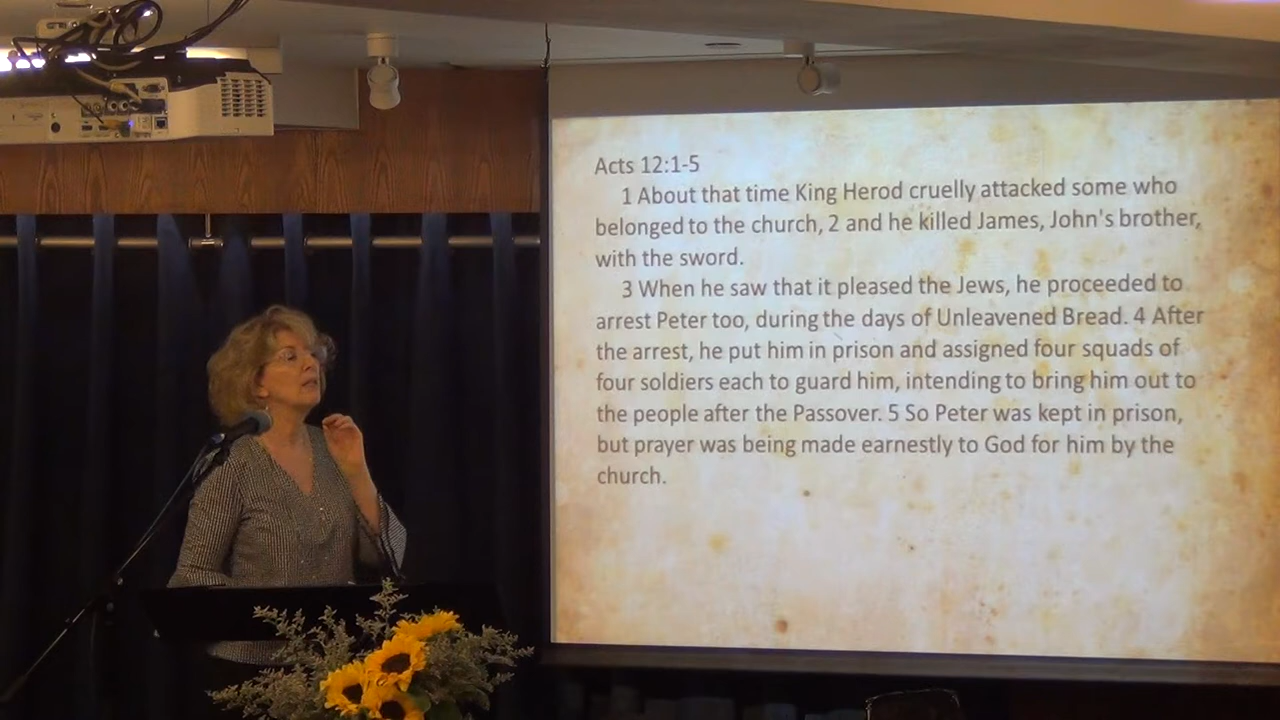 Acts 12:1-5
1 About that time King Herod cruelly attacked some who
belonged to the church, 2 and he killed James, John's brother,
with the sword.
3 When he saw that it pleased the Jews, he proceeded to
arrest Peter too, during the days of Unleavened Bread. 4 After
the arrest, he put him in prison and assigned four squads of
four soldiers each to guard him, intending to bring him out to
the people after the Passover. 5 So Peter was kept in prison,
but prayer was being made earnestly to God for him by the
church.